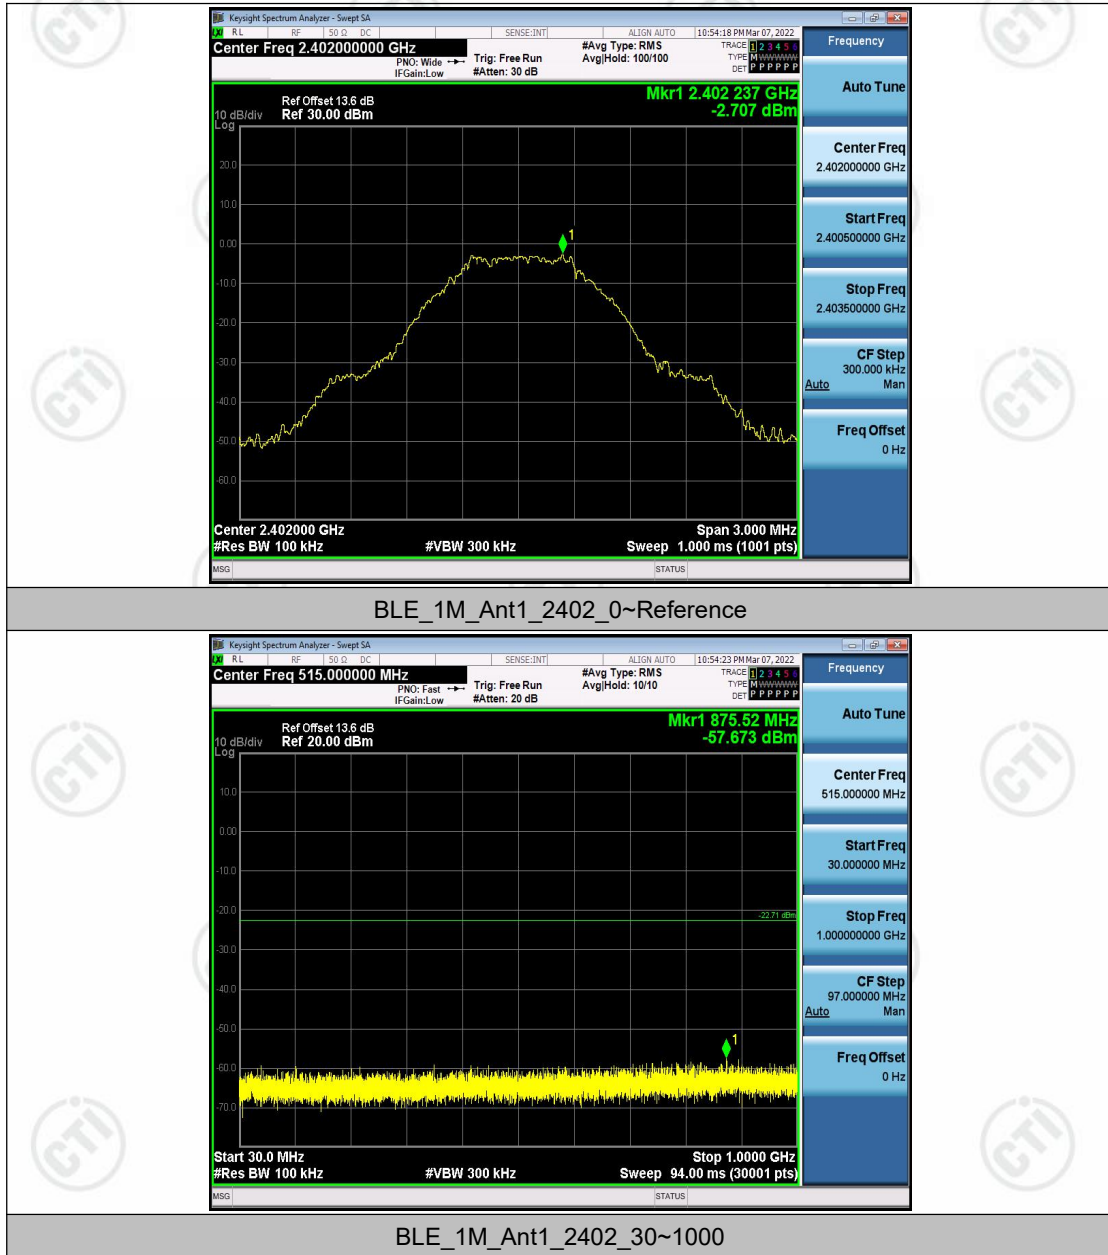 Keysight Spectrum Analyzer - Swept SA
RL RF 50 Ω DC SENSE:INT ALIGN AUTO 10:54:18 PM Mar 07, 2022
Center Freq 2.402000000 GHz #Avg Type: RMS TRACE 1 2 3 4 5 6
PNO: Wide Trig: Free Run Avg|Hold: 100/100 TYPE M WWWWW
IFGain:Low #Atten: 30 dB DET P P P P P P
Mkr1 2.402 237 GHz
Ref Offset 13.6 dB
10 dB/div Ref 30.00 dBm -2.707 dBm
Log
20.0
10.0
0.00
-10.0
-20.0
-30.0
-40.0
-50.0
-60.0
1
Center 2.402000 GHz Span 3.000 MHz
#Res BW 100 kHz #VBW 300 kHz Sweep 1.000 ms (1001 pts)
MSG STATUS
Frequency
Auto Tune
Center Freq
2.402000000 GHz
Start Freq
2.400500000 GHz
Stop Freq
2.403500000 GHz
CF Step
300.000 kHz
Auto Man
Freq Offset
0 Hz
BLE_1M_Ant1_2402_0~Reference
Keysight Spectrum Analyzer - Swept SA
RL RF 50 Ω DC SENSE:INT ALIGN AUTO 10:54:23 PM Mar 07, 2022
Center Freq 515.000000 MHz #Avg Type: RMS TRACE 1 2 3 4 5 6
PNO: Fast Trig: Free Run Avg|Hold: 10/10 TYPE M WWWWW
IFGain:Low #Atten: 20 dB DET P P P P P P
Mkr1 875.52 MHz
Ref Offset 13.6 dB
10 dB/div Ref 20.00 dBm -57.673 dBm
Log
10.0
0.00
-10.0
-20.0
-22.71 dBm
-30.0
-40.0
-50.0
-60.0
-70.0
1
Start 30.0 MHz Stop 1.0000 GHz
#Res BW 100 kHz #VBW 300 kHz Sweep 94.00 ms (30001 pts)
MSG STATUS
Frequency
Auto Tune
Center Freq
515.000000 MHz
Start Freq
30.000000 MHz
Stop Freq
1.000000000 GHz
CF Step
97.000000 MHz
Auto Man
Freq Offset
0 Hz
BLE_1M_Ant1_2402_30~1000
CTI
CTI
CTI
CTI
CTI
CTI